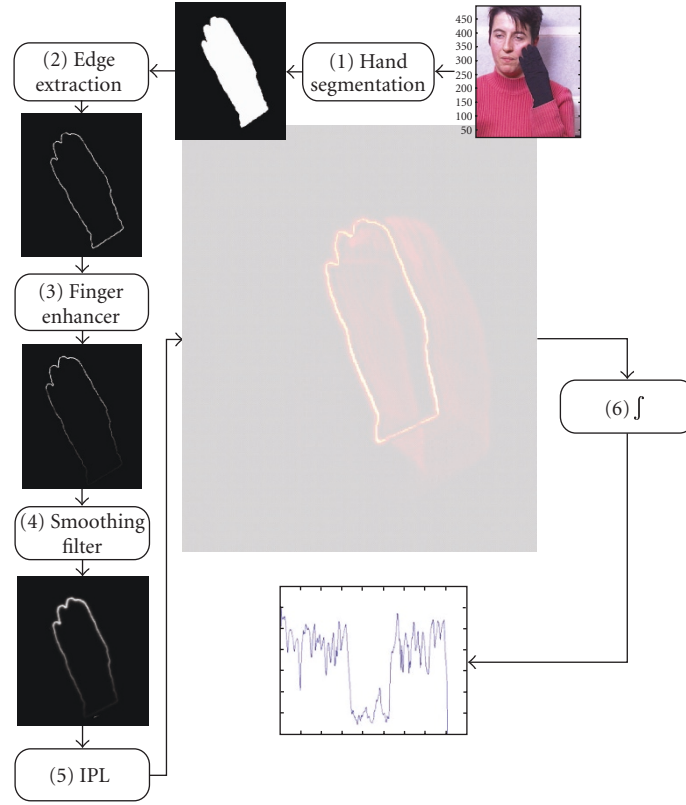 (2) Edge
extraction
(1) Hand
segmentation
450
400
350
300
250
200
150
100
50
(3) Finger
enhancer
(6) ∫
(4) Smoothing
filter
(5) IPL